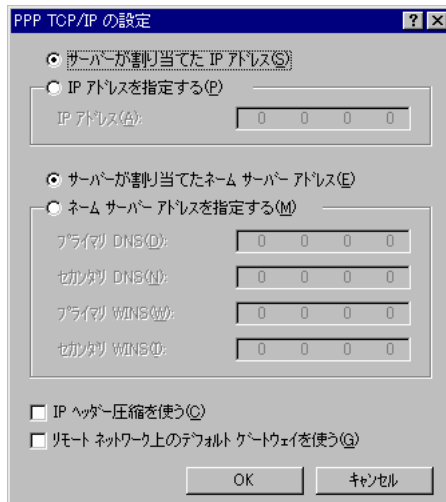 PPP TCP/IP の設定
サーバーが割り当てた IP アドレス(S)
IP アドレスを指定する(P)
IP アドレス(A): 0 0 0 0
サーバーが割り当てたネーム サーバー アドレス(E)
ネーム サーバー アドレスを指定する(M)
プライマリ DNS(D): 0 0 0 0
セカンダリ DNS(N): 0 0 0 0
プライマリ WINS(W): 0 0 0 0
セカンダリ WINS(I): 0 0 0 0
IP ヘッダー圧縮を使う(C)
リモート ネットワーク上のデフォルト ゲートウェイを使う(G)
OK キャンセル